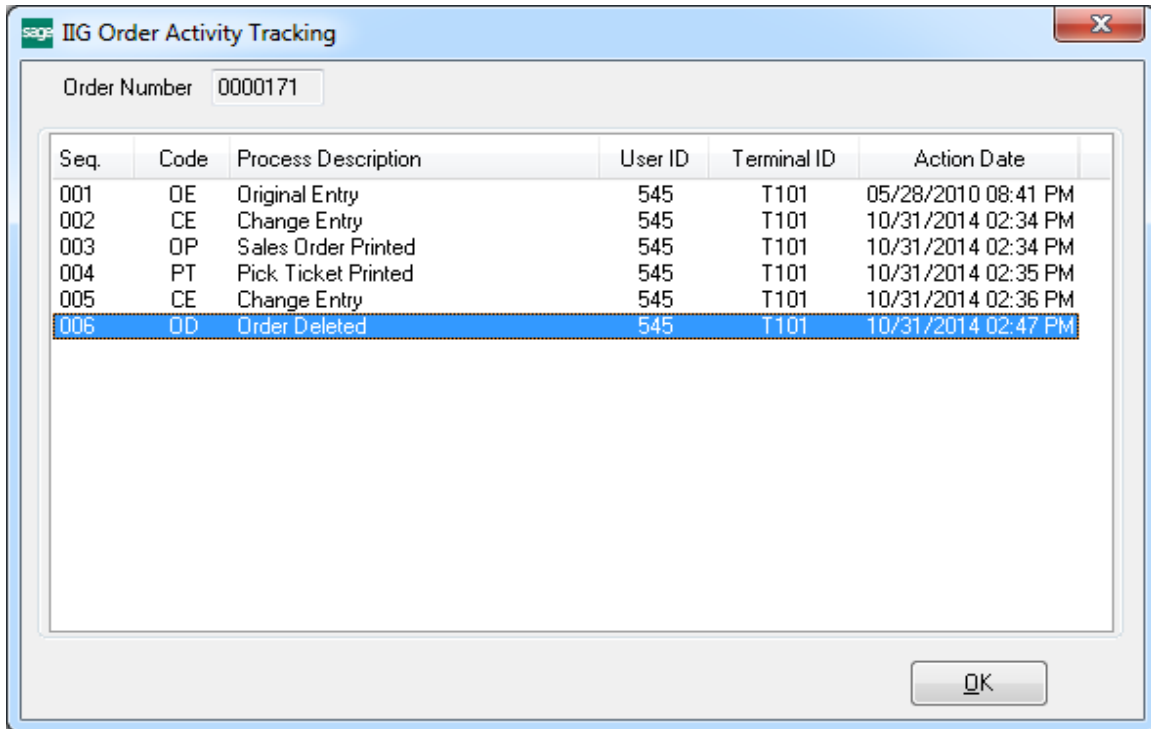 sage IIG Order Activity Tracking
Order Number 0000171
Seq. Code Process Description User ID Terminal ID Action Date
001 OE Original Entry 545 T101 05/28/2010 08:41 PM
002 CE Change Entry 545 T101 10/31/2014 02:34 PM
003 OP Sales Order Printed 545 T101 10/31/2014 02:34 PM
004 PT Pick Ticket Printed 545 T101 10/31/2014 02:35 PM
005 CE Change Entry 545 T101 10/31/2014 02:36 PM
006 OD Order Deleted 545 T101 10/31/2014 02:47 PM
OK